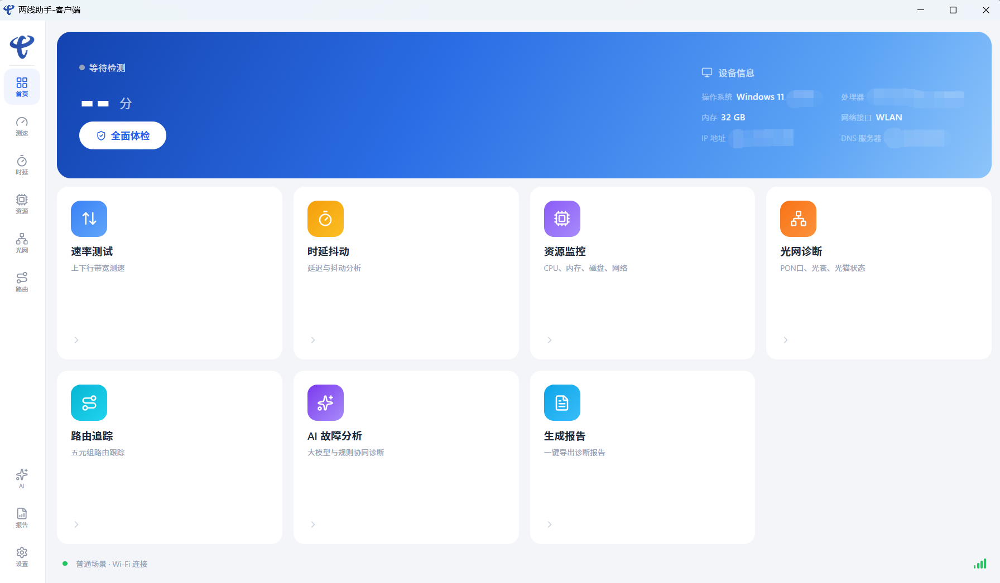 两线助手-客户端
首页
测速
时延
资源
光网
路由
AI
报告
设置
等待检测
-- 分
全面体检
设备信息
操作系统 Windows 11
处理器
内存 32 GB
网络接口 WLAN
IP 地址
DNS 服务器
速率测试
上下行带宽测速
时延抖动
延迟与抖动分析
资源监控
CPU、内存、磁盘、网络
光网诊断
PON口、光衰、光猫状态
路由追踪
五元组路由跟踪
AI 故障分析
大模型与规则协同诊断
生成报告
一键导出诊断报告
普通场景 · Wi-Fi 连接